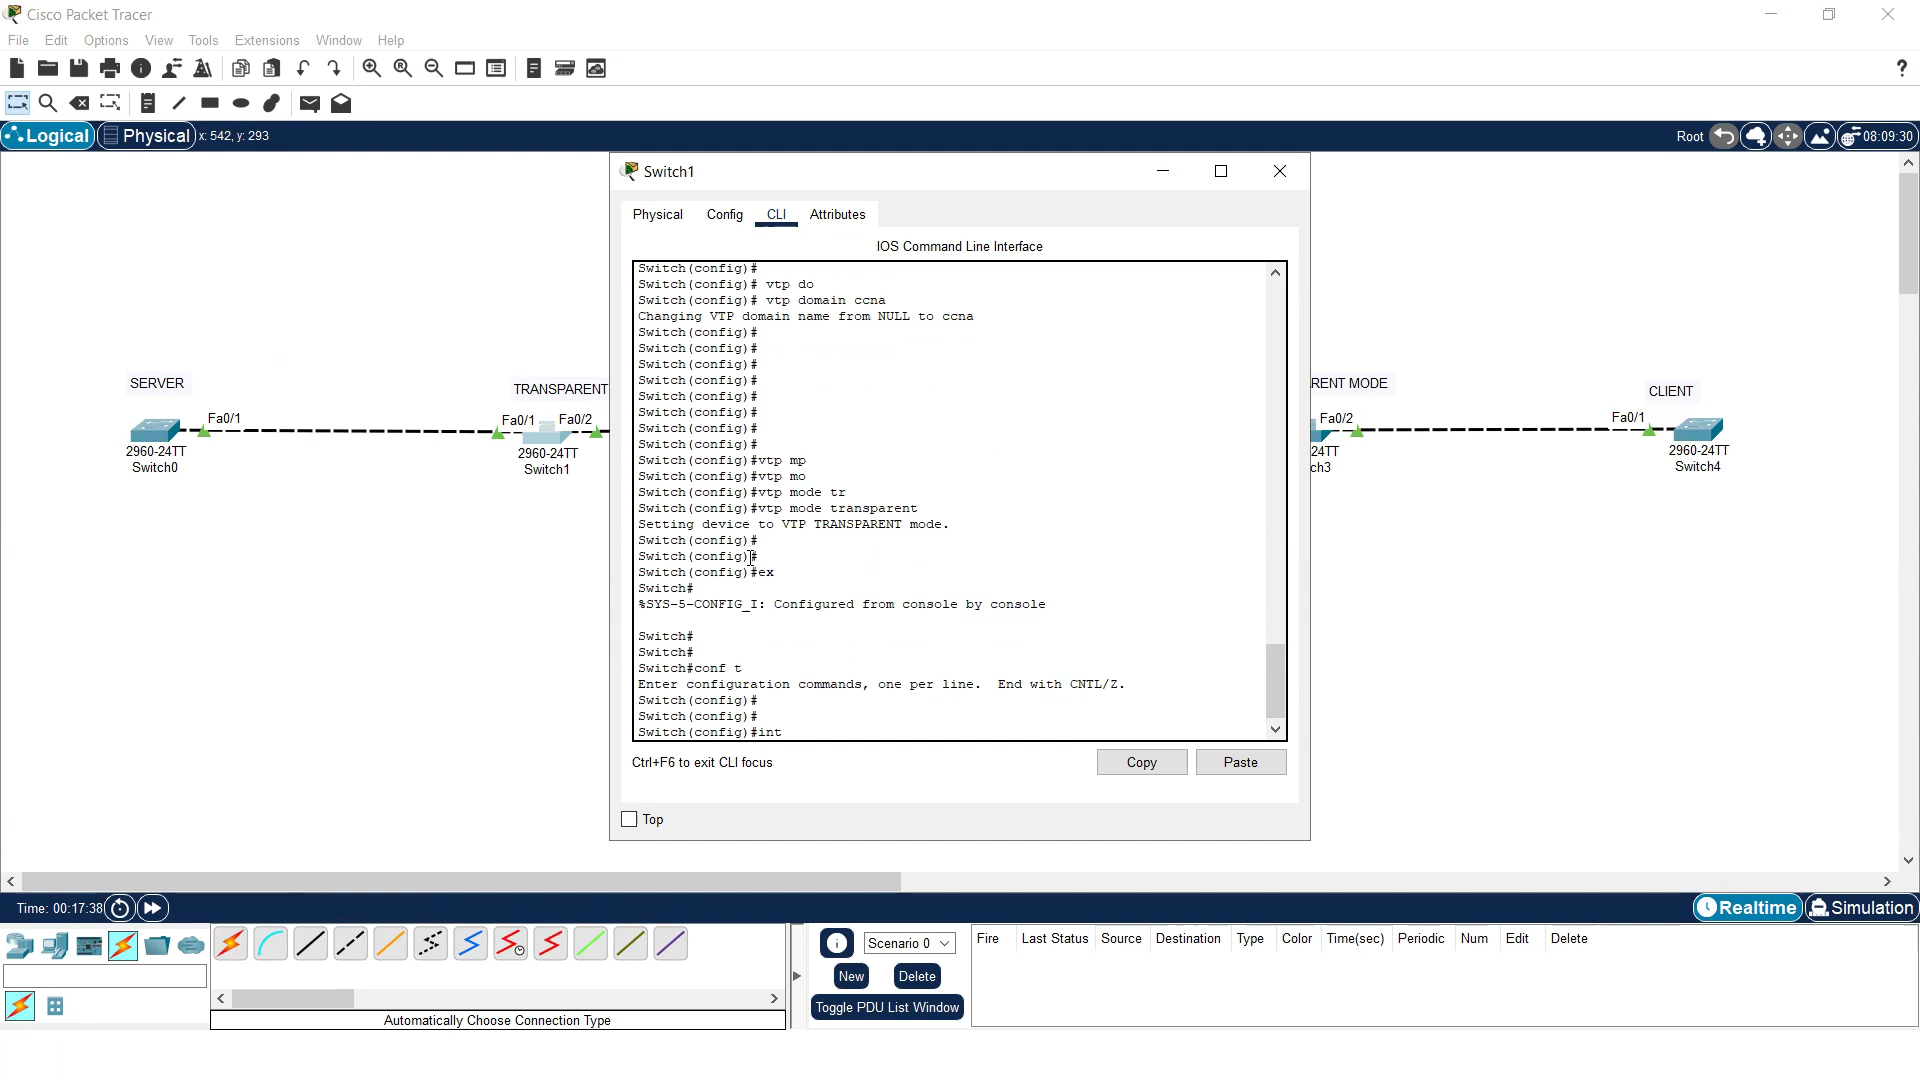 Cisco Packet Tracer
File Edit Options View Tools Extensions Window Help
?
Logical Physical x: 542, y: 293
Root 08:09:30
Switch1
Physical Config CLI Attributes
IOS Command Line Interface
Switch(config)#
Switch(config)# vtp do
Switch(config)# vtp domain ccna
Changing VTP domain name from NULL to ccna
Switch(config)#
Switch(config)#
Switch(config)#
Switch(config)#
Switch(config)#
Switch(config)#
Switch(config)#
Switch(config)#
Switch(config)#vtp mp
Switch(config)#vtp mo
Switch(config)#vtp mode tr
Switch(config)#vtp mode transparent
Setting device to VTP TRANSPARENT mode.
Switch(config)#
Switch(config)#
Switch(config)#ex
Switch#
%SYS-5-CONFIG_I: Configured from console by console
Switch#
Switch#
Switch#conf t
Enter configuration commands, one per line.  End with CNTL/Z.
Switch(config)#
Switch(config)#
Switch(config)#int
Ctrl+F6 to exit CLI focus
Copy Paste
Top
SERVER
Fa0/1
2960-24TT
Switch0
TRANSPARENT
Fa0/1 Fa0/2
2960-24TT
Switch1
RENT MODE
Fa0/2
24TT
ch3
CLIENT
Fa0/1
2960-24TT
Switch4
Time: 00:17:38
Realtime Simulation
Automatically Choose Connection Type
Scenario 0
New Delete
Toggle PDU List Window
Fire Last Status Source Destination Type Color Time(sec) Periodic Num Edit Delete